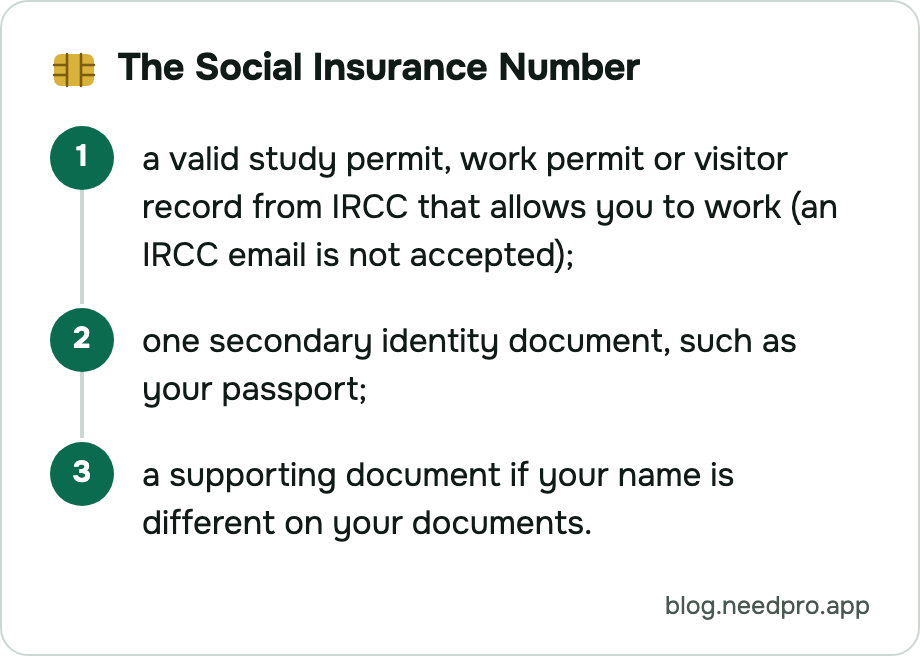 The Social Insurance Number
1
a valid study permit, work permit or visitor
record from IRCC that allows you to work (an
IRCC email is not accepted);
2
one secondary identity document, such as
your passport;
3
a supporting document if your name is
different on your documents.
blog.needpro.app